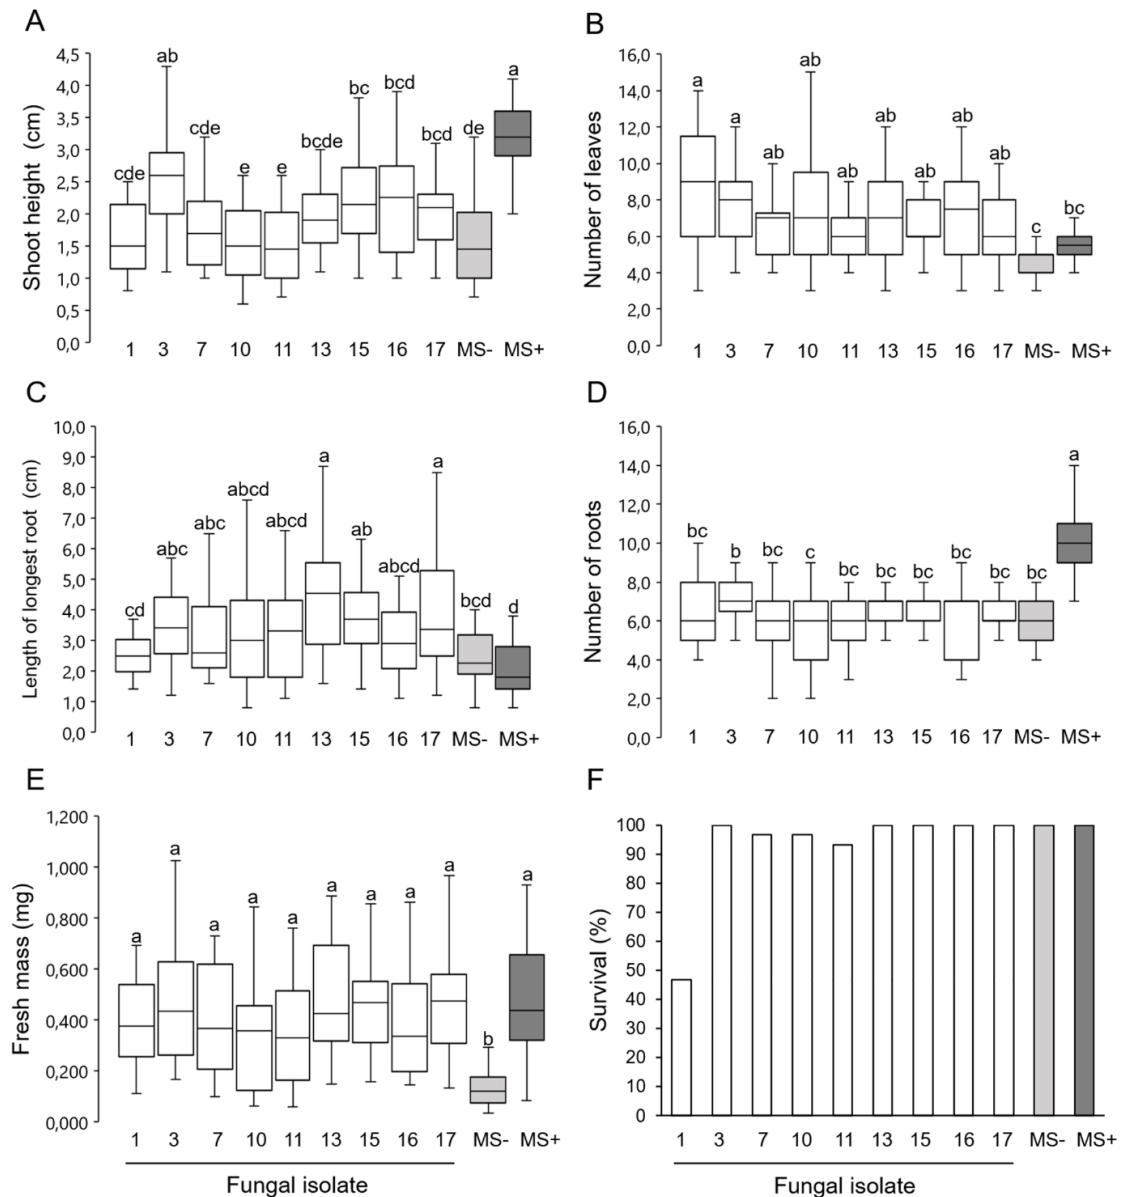 A
Shoot height (cm)
4,5
4,0
3,5
3,0
2,5
2,0
1,5
1,0
0,5
0,0
cde ab cde e e bcde bc bcd bcd de a
1 3 7 10 11 13 15 16 17 MS- MS+
B
Number of leaves
16,0
14,0
12,0
10,0
8,0
6,0
4,0
2,0
0,0
a a ab ab ab ab ab ab ab c bc
1 3 7 10 11 13 15 16 17 MS- MS+
C
Length of longest root (cm)
10,0
9,0
8,0
7,0
6,0
5,0
4,0
3,0
2,0
1,0
0,0
cd abc abc abcd abcd a ab abcd a bcd d
1 3 7 10 11 13 15 16 17 MS- MS+
D
Number of roots
16,0
14,0
12,0
10,0
8,0
6,0
4,0
2,0
0,0
bc b bc c bc bc bc bc bc bc a
1 3 7 10 11 13 15 16 17 MS- MS+
E
Fresh mass (mg)
1,200
1,000
0,800
0,600
0,400
0,200
0,000
a a a a a a a a a b a
1 3 7 10 11 13 15 16 17 MS- MS+
Fungal isolate
F
Survival (%)
100
90
80
70
60
50
40
30
20
10
0
1 3 7 10 11 13 15 16 17 MS- MS+
Fungal isolate